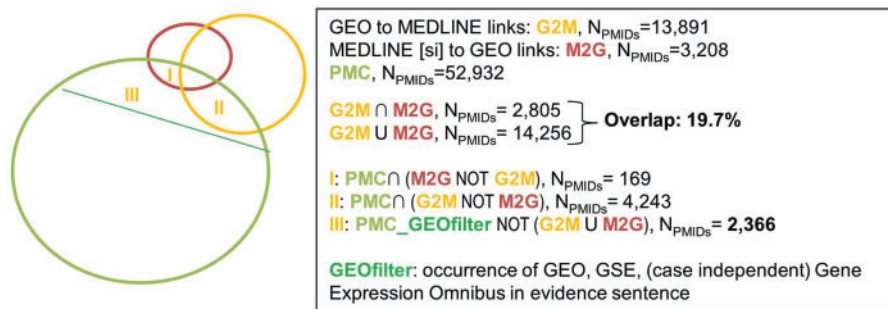 I
III
II
GEO to MEDLINE links: G2M, NPMIDs=13,891
MEDLINE [si] to GEO links: M2G, NPMIDs=3,208
PMC, NPMIDs=52,932
G2M ∩ M2G, NPMIDs= 2,805
G2M U M2G, NPMIDs= 14,256
Overlap: 19.7%
I: PMC∩ (M2G NOT G2M), NPMIDs= 169
II: PMC∩ (G2M NOT M2G), NPMIDs= 4,243
III: PMC_GEOfilter NOT (G2M U M2G), NPMIDs= 2,366
GEOfilter: occurrence of GEO, GSE, (case independent) Gene
Expression Omnibus in evidence sentence